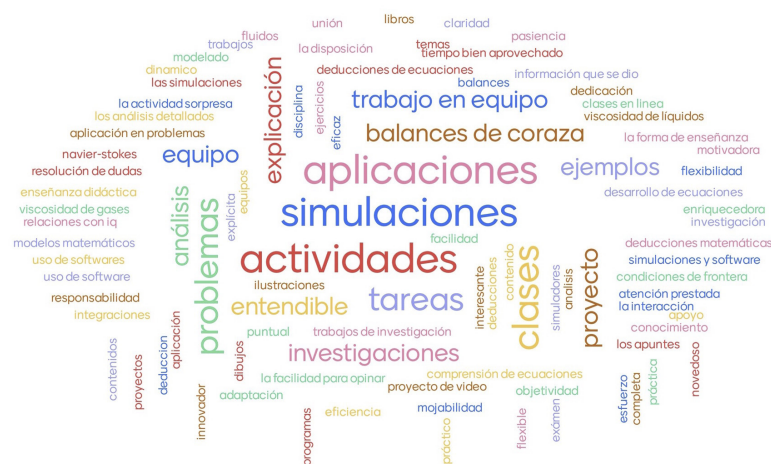 libros
unión
claridad
fluidos
pasiencia
trabajos
la disposición
temas
tiempo bien aprovechado
modelado
dinamico
deducciones de ecuaciones
información que se dio
las simulaciones
balances
dedicación
explicación
disciplina
ejercicios
la actividad sorpresa
trabajo en equipo
clases en linea
los análisis detallados
viscosidad de líquidos
eficaz
aplicación en problemas
balances de coraza
la forma de enseñanza
motivadora
navier-stokes
equipo
resolución de dudas
aplicaciones
ejemplos
flexibilidad
enseñanza didáctica
análisis
problemas
explícita
equipos
desarrollo de ecuaciones
viscosidad de gases
simulaciones
enriquecedora
relaciones con iq
investigación
modelos matemáticos
facilidad
deducciones matemáticas
uso de softwares
actividades
simulaciones y software
uso de software
condiciones de frontera
ilustraciones
interesante
deducciones
contenido
clases
simuladores
analisis
proyecto
responsabilidad
entendible
tareas
atención prestada
la interacción
integraciones
apoyo
puntual
trabajos de investigación
conocimiento
contenidos
proyectos
deduccion
aplicación
dibujos
investigaciones
los apuntes
novedoso
la facilidad para opinar
comprensión de ecuaciones
proyecto de video
objetividad
esfuerzo
completa
práctica
innovador
adaptación
programas
eficiencia
mojabilidad
práctico
flexible
exámen